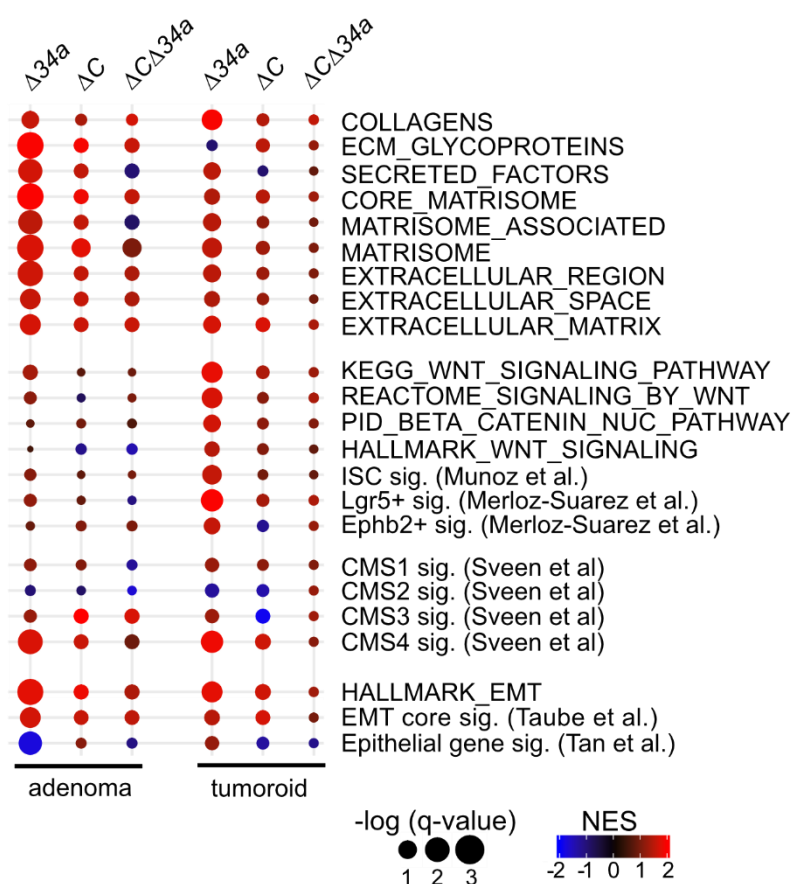 Δ34a ΔC ΔCΔ34a Δ34a ΔC ΔCΔ34a
COLLAGENS
ECM_GLYCOPROTEINS
SECRETED_FACTORS
CORE_MATRISOME
MATRISOME_ASSOCIATED
MATRISOME
EXTRACELLULAR_REGION
EXTRACELLULAR_SPACE
EXTRACELLULAR_MATRIX
KEGG_WNT_SIGNALING_PATHWAY
REACTOME_SIGNALING_BY_WNT
PID_BETA_CATENIN_NUC_PATHWAY
HALLMARK_WNT_SIGNALING
ISC sig. (Munoz et al.)
Lgr5+ sig. (Merloz-Suarez et al.)
Ephb2+ sig. (Merloz-Suarez et al.)
CMS1 sig. (Sveen et al)
CMS2 sig. (Sveen et al)
CMS3 sig. (Sveen et al)
CMS4 sig. (Sveen et al)
HALLMARK_EMT
EMT core sig. (Taube et al.)
Epithelial gene sig. (Tan et al.)
adenoma tumoroid
-log (q-value) NES
1 2 3 -2 -1 0 1 2